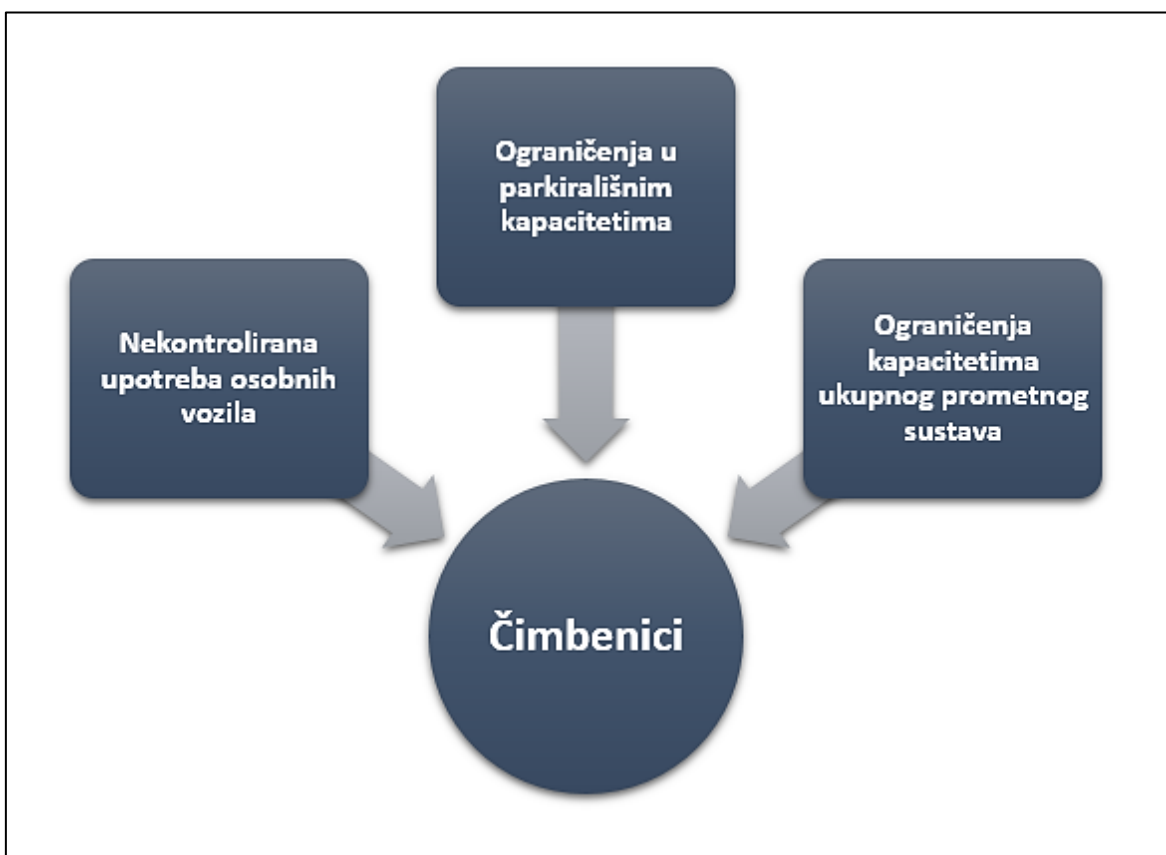 Ograničenja u
parkirališnim
kapacitetima
Nekontrolirana
upotreba osobnih
vozila
Ograničenja
kapacitetima
ukupnog prometnog
sustava
Čimbenici